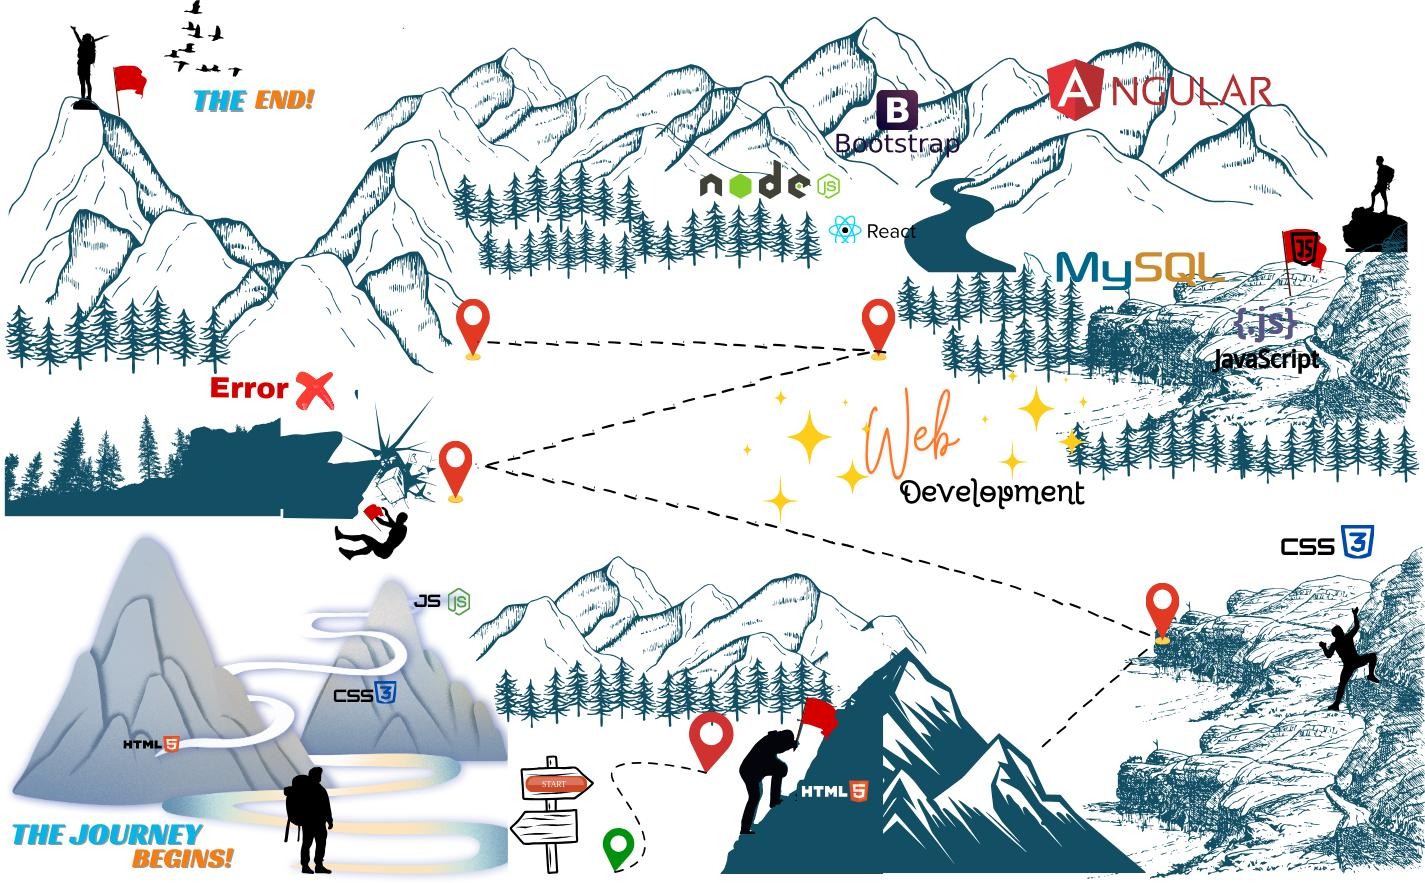 THE END!
ANGULAR
B
Bootstrap
node JS
React
MySQL
JS
{.js}
JavaScript
Error
Web
Development
CSS 3
JS JS
CSS 3
HTML 5
START
HTML 5
THE JOURNEY
BEGINS!